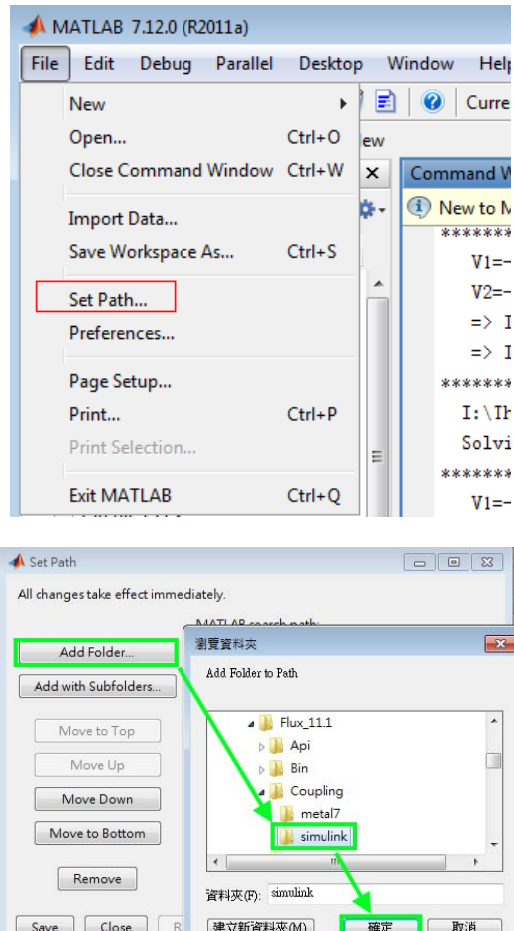 MATLAB 7.12.0 (R2011a)
File Edit Debug Parallel Desktop Window Help
New
Open... Ctrl+O
Close Command Window Ctrl+W
Import Data...
Save Workspace As... Ctrl+S
Set Path...
Preferences...
Page Setup...
Print... Ctrl+P
Print Selection...
Exit MATLAB Ctrl+Q
Curre
ew
Command W
New to M
*******
V1=-
V2=-
=> I
=> I
*******
I:\Th
Solvi
*******
V1=-
Set Path
All changes take effect immediately.
MATLAB search path:
Add Folder...
Add with Subfolders...
Move to Top
Move Up
Move Down
Move to Bottom
Remove
Save Close R
瀏覽資料夾
Add Folder to Path
Flux_11.1
Api
Bin
Coupling
metal7
simulink
資料夾(F): simulink
建立新資料夾(M) 確定 取消